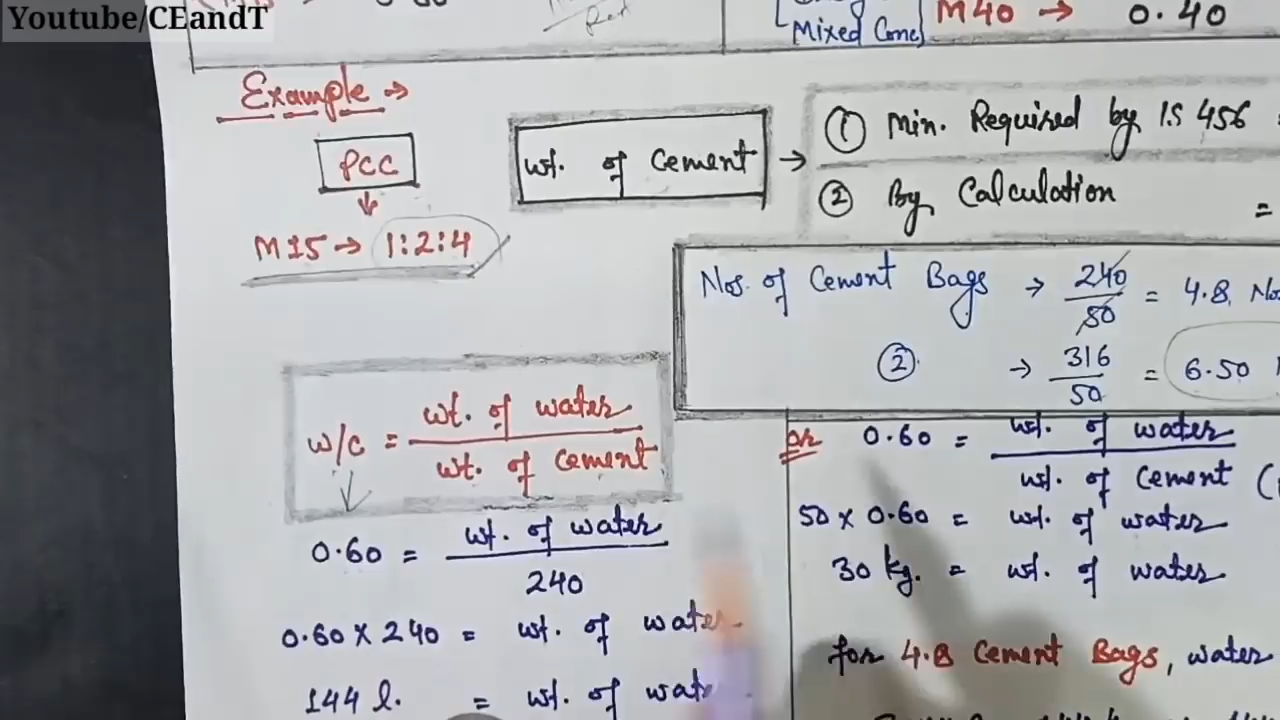 Youtube/CEandT
Mixed Conc] M40 → 0.40
Example →
PCC
M15 → 1:2:4
wt. of Cement →
① Min. Required by I.S 456 =
② By Calculation =
Nos. of Cement Bags → 240/50 = 4.8 Nos
② → 316/50 = 6.50
w/c = wt. of water / wt. of cement
0.60 = wt. of water / 240
0.60 x 240 = wt. of water
144 l. = wt. of wate
or 0.60 = wt. of water / wt. of Cement (
50 x 0.60 = wt. of water
30 kg. = wt. of water
for 4.8 Cement Bags, water